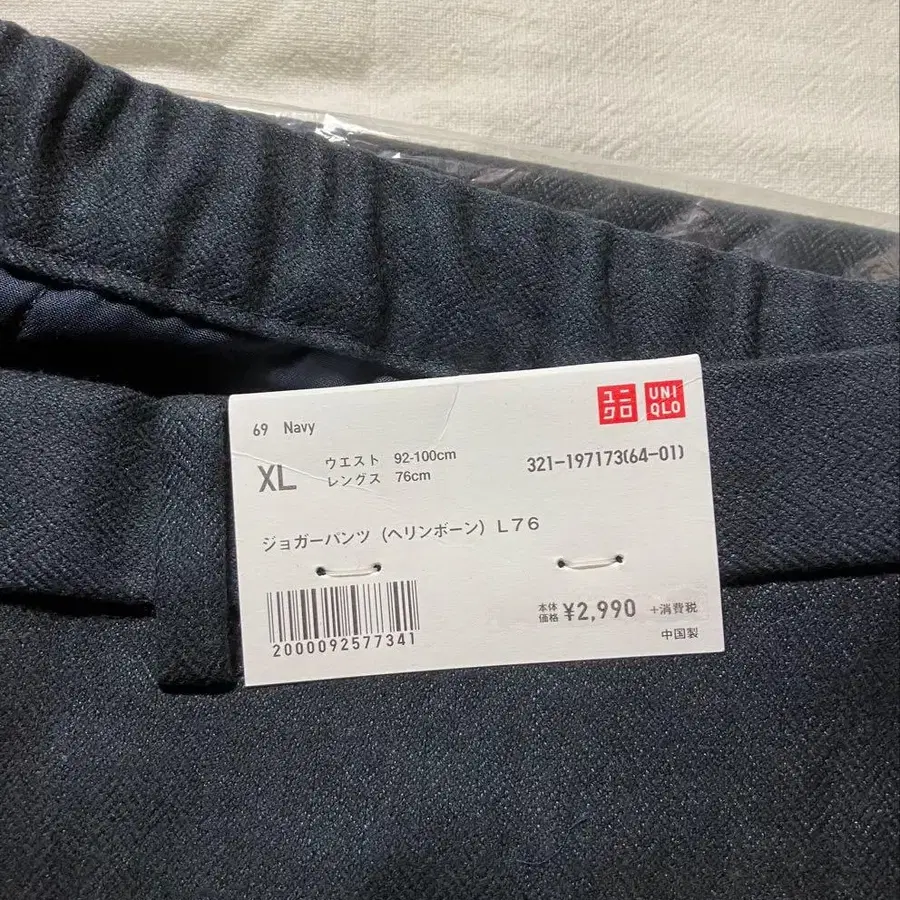 ユニ
クロ
UNI
QLO
69 Navy
XL
ウエスト 92-100cm
レングス 76cm
321-197173(64-01)
ジョガーパンツ（ヘリンボーン）L76
2000092577341
本体
価格 ¥2,990 +消費税
中国製